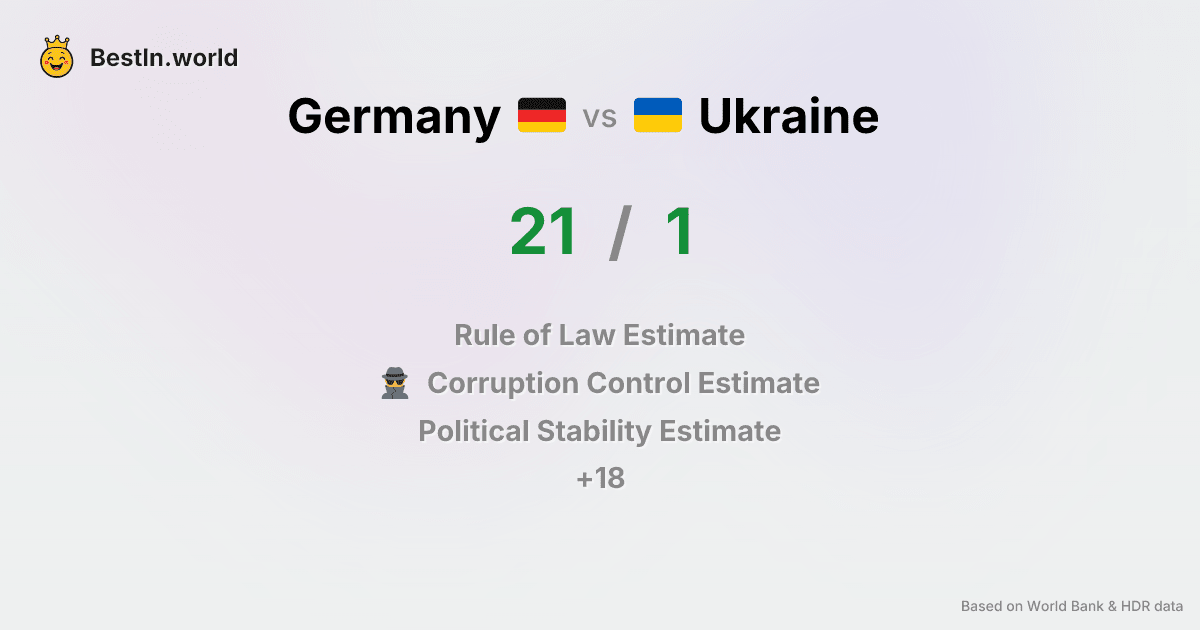 BestIn.world
Germany vs Ukraine
21 / 1
Rule of Law Estimate
Corruption Control Estimate
Political Stability Estimate
+18
Based on World Bank & HDR data